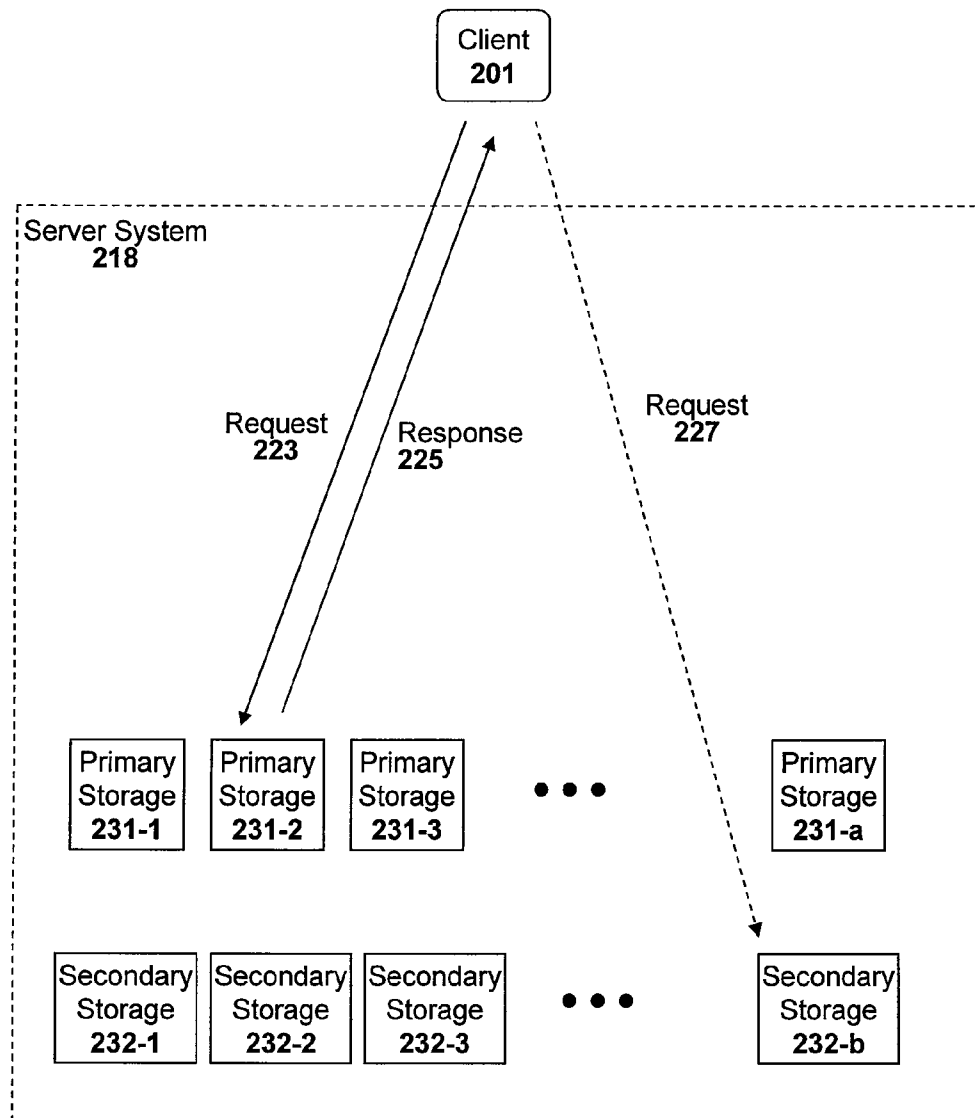 Client
201
Server System
218
Request
223
Response
225
Request
227
Primary
Storage
231-1
Primary
Storage
231-2
Primary
Storage
231-3
Primary
Storage
231-a
Secondary
Storage
232-1
Secondary
Storage
232-2
Secondary
Storage
232-3
Secondary
Storage
232-b